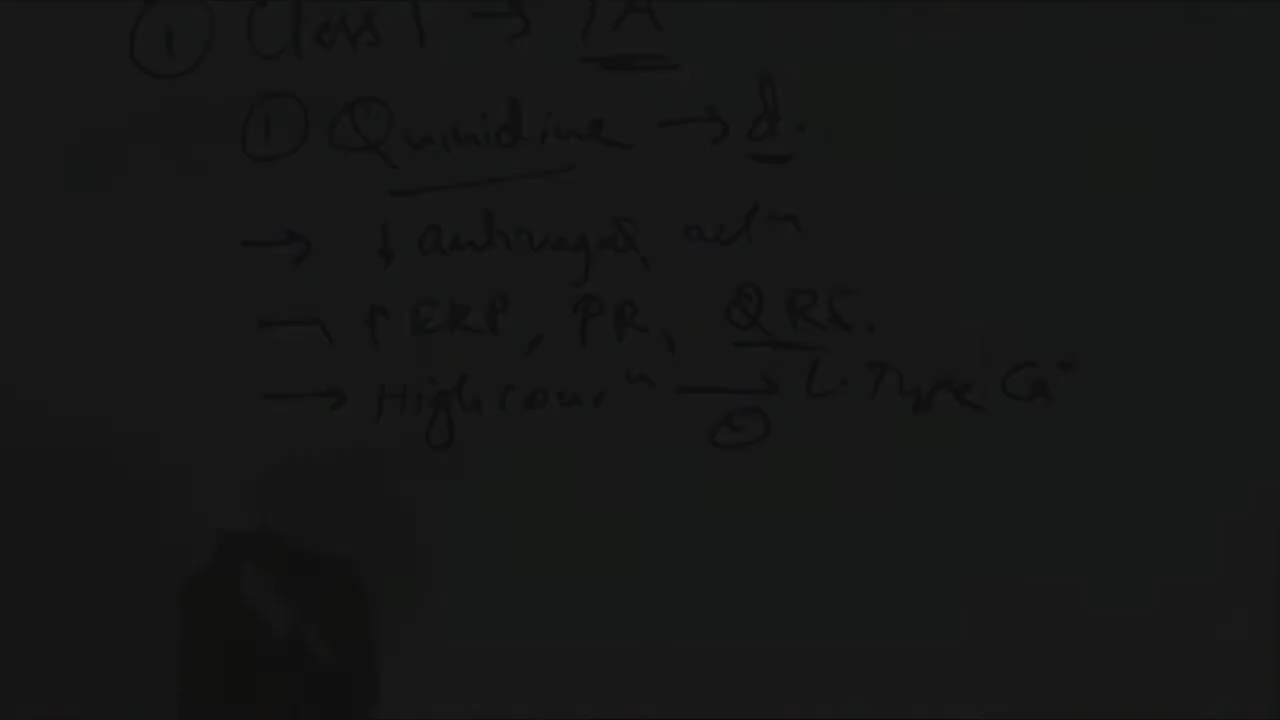 ① Class I → IA
① Quinidine → d.
→ ↓ antivagal actⁿ
→ ↑ ERP, PR, QRS.
→ High concⁿ → L-Type Ca⁺